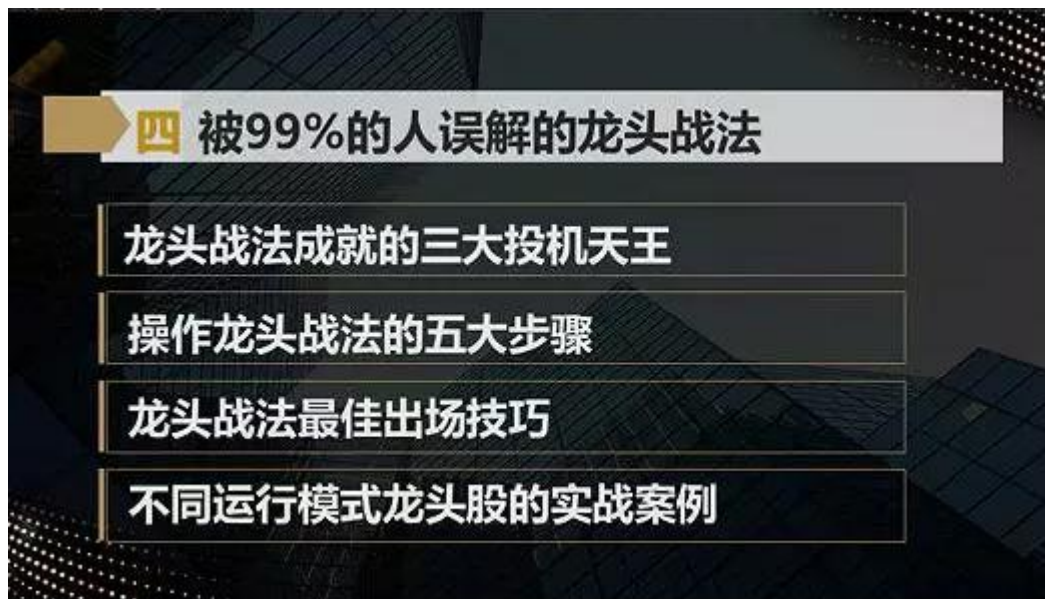 四 被99%的人误解的龙头战法
龙头战法成就的三大投机天王
操作龙头战法的五大步骤
龙头战法最佳出场技巧
不同运行模式龙头股的实战案例